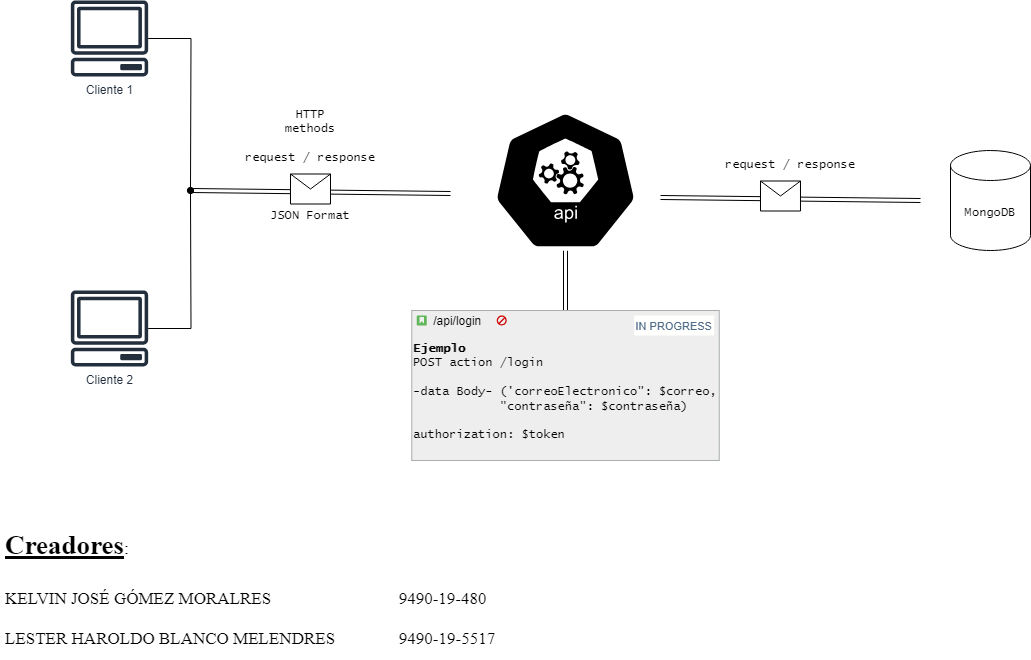 Cliente 1
HTTP
methods
request / response
JSON Format
api
request / response
MongoDB
Cliente 2
/api/login
IN PROGRESS
Ejemplo
POST action /login
-data Body- ('correoElectronico": $correo,
"contraseña": $contraseña)
authorization: $token
Creadores:
KELVIN JOSÉ GÓMEZ MORALRES 9490-19-480
LESTER HAROLDO BLANCO MELENDRES 9490-19-5517